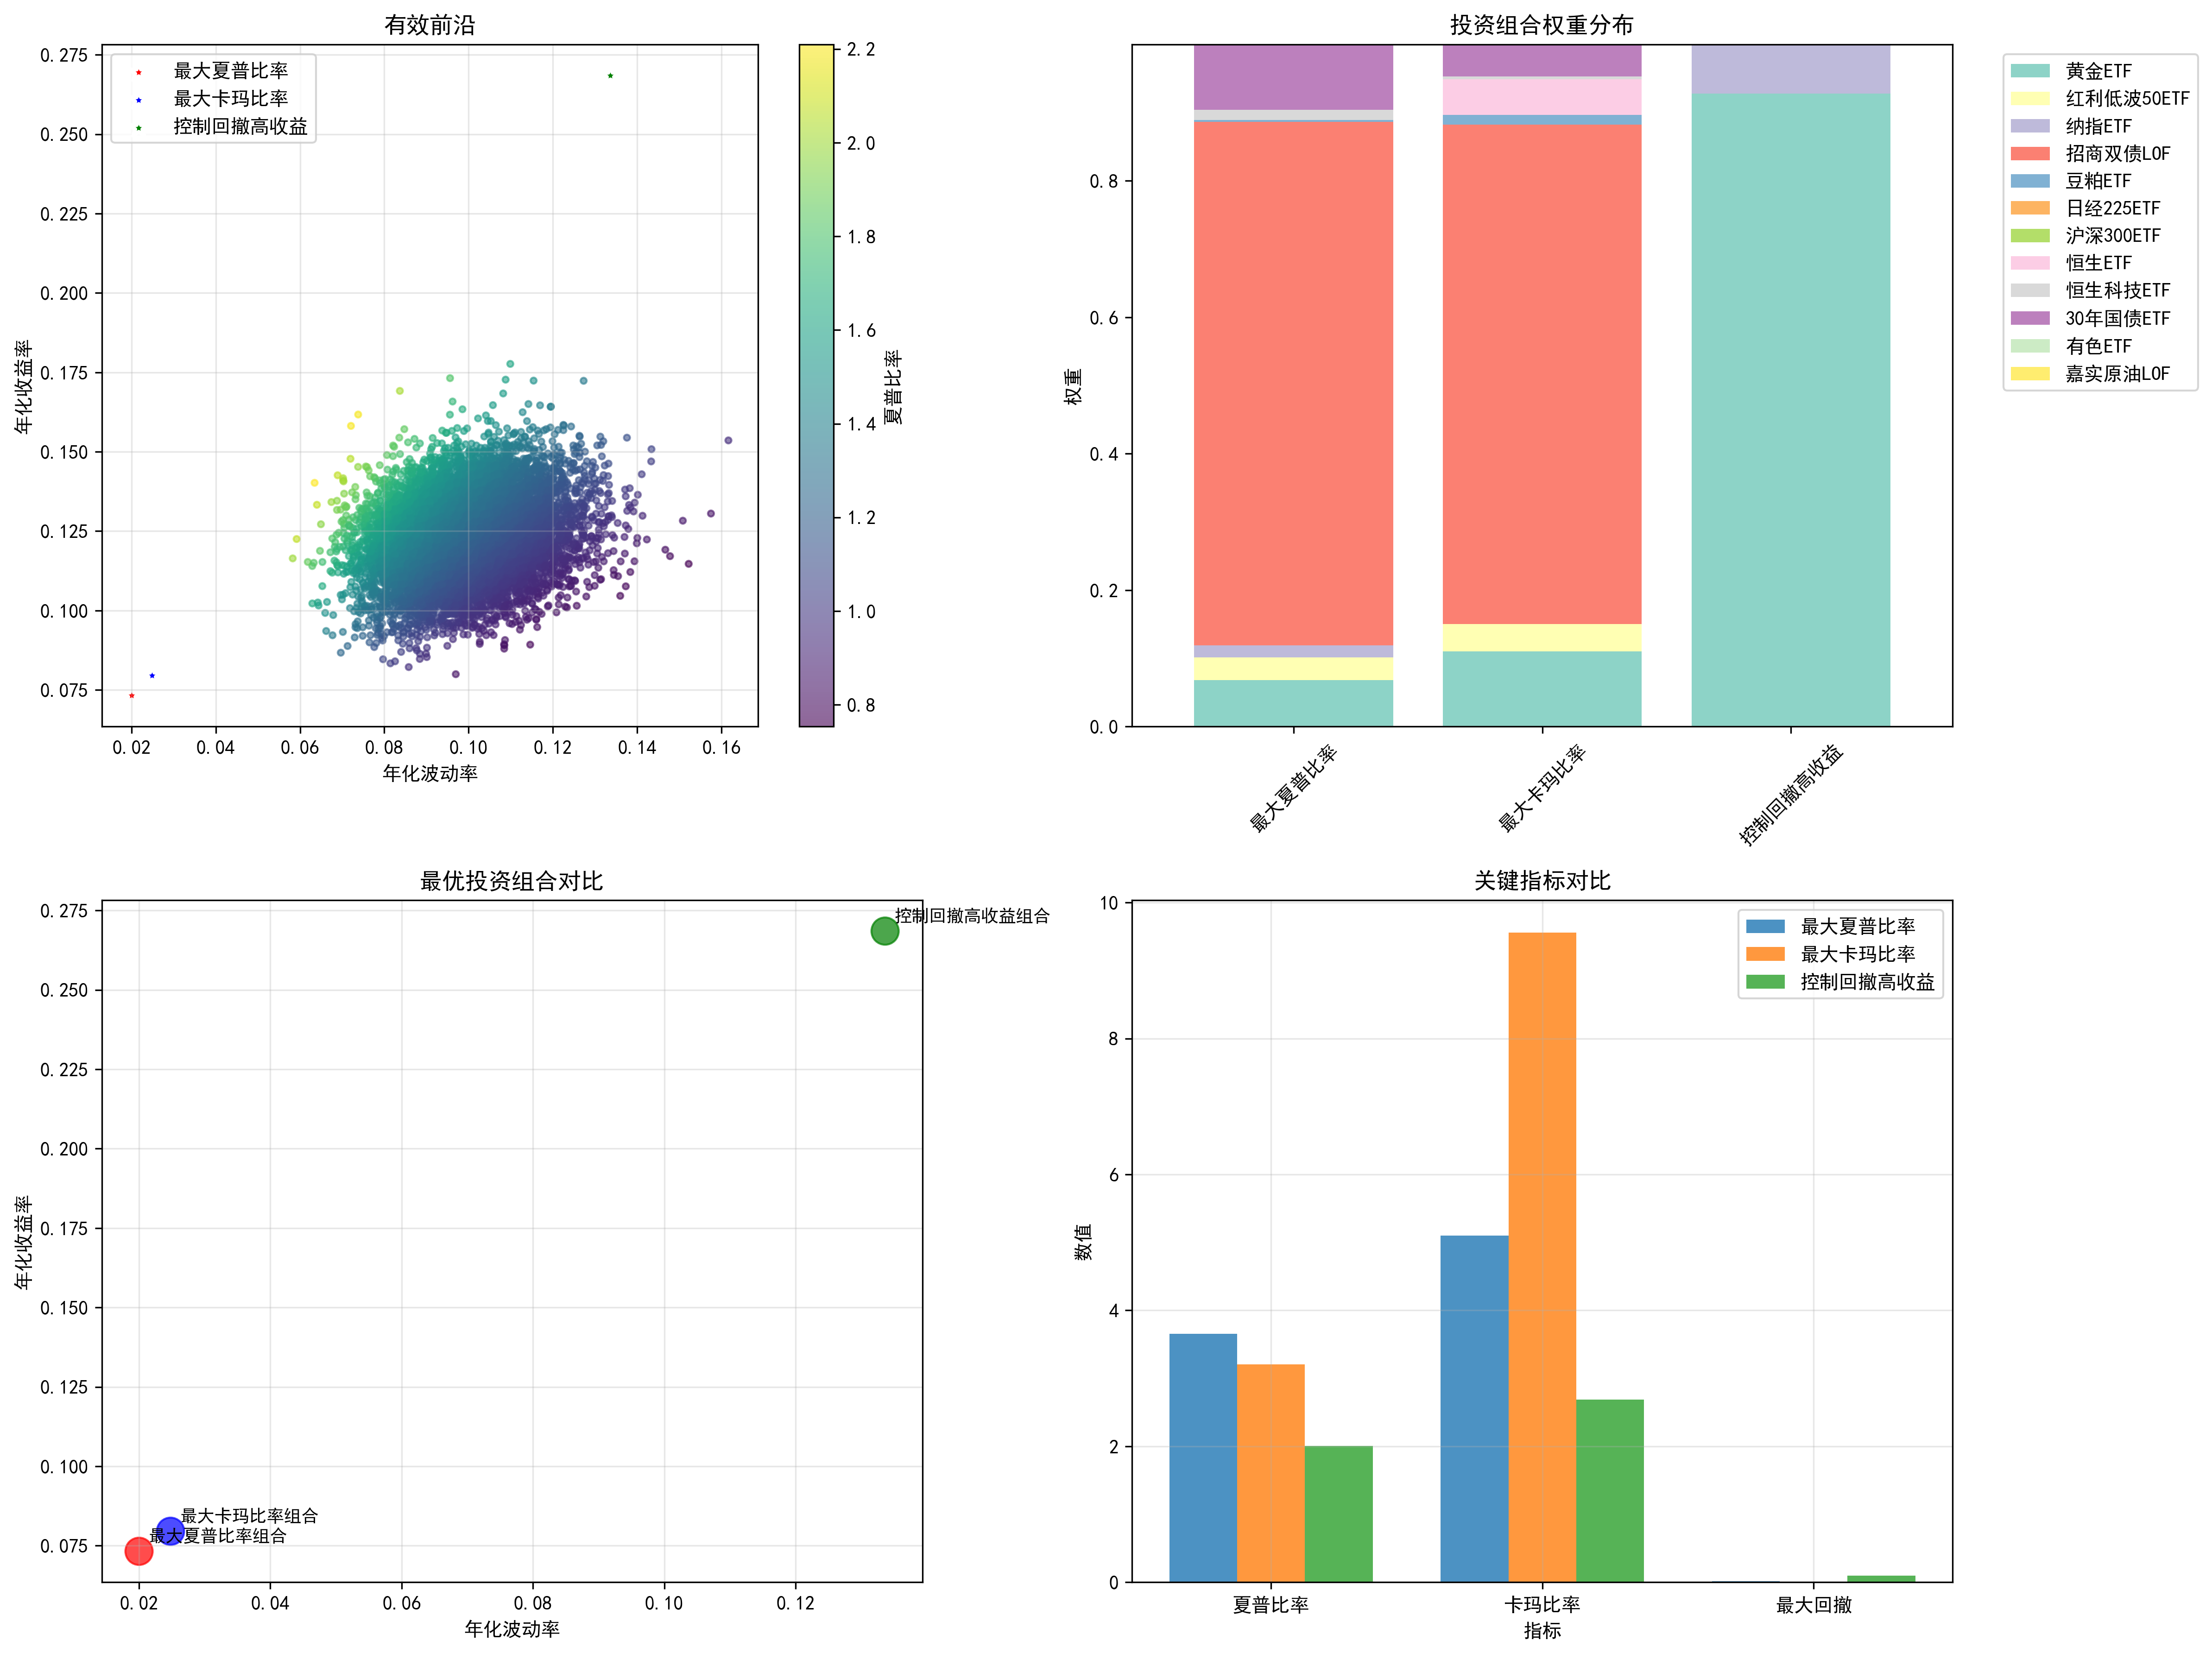 有效前沿
0.275
0.250
0.225
0.200
0.175
0.150
0.125
0.100
0.075
年化收益率
最大夏普比率
最大卡玛比率
控制回撤高收益
0.02 0.04 0.06 0.08 0.10 0.12 0.14 0.16
年化波动率
2.2
2.0
1.8
1.6
1.4
1.2
1.0
0.8
夏普比率
投资组合权重分布
0.8
0.6
0.4
0.2
0.0
权重
最大夏普比率
最大卡玛比率
控制回撤高收益
黄金ETF
红利低波50ETF
纳指ETF
招商双债LOF
豆粕ETF
日经225ETF
沪深300ETF
恒生ETF
恒生科技ETF
30年国债ETF
有色ETF
嘉实原油LOF
最优投资组合对比
0.275
0.250
0.225
0.200
0.175
0.150
0.125
0.100
0.075
年化收益率
控制回撤高收益组合
最大卡玛比率组合
最大夏普比率组合
0.02 0.04 0.06 0.08 0.10 0.12
年化波动率
关键指标对比
10
8
6
4
2
0
数值
最大夏普比率
最大卡玛比率
控制回撤高收益
夏普比率 卡玛比率 最大回撤
指标